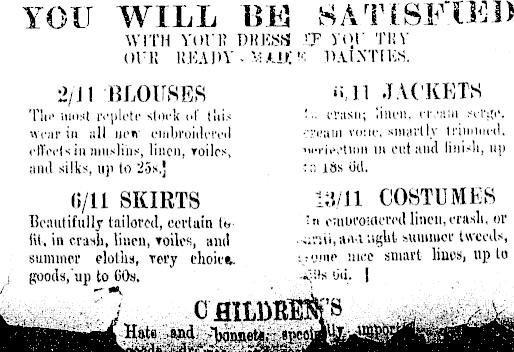 YOU WILL BE SATISFIED
WITH YOUR DRESS IF YOU TRY
OUR READY-MADE DAINTIES.
2/11 BLOUSES
The most replete stock of this
wear in all new embroidered
effects in muslins, linen, voiles,
and silks, up to 25s.
6/11 SKIRTS
Beautifully tailored, certain to
fit, in crash, linen, voiles, and
summer cloths, very choice
goods, up to 60s.
6/11 JACKETS
In crash, linen, cream serge,
cream voile, smartly trimmed,
perfection in cut and finish, up
to 18s 6d.
13/11 COSTUMES
In embroidered linen, crash, or
and light summer tweeds,
some nice smart lines, up to
6d.
CHILDREN'S
Hats and bonnets, specially